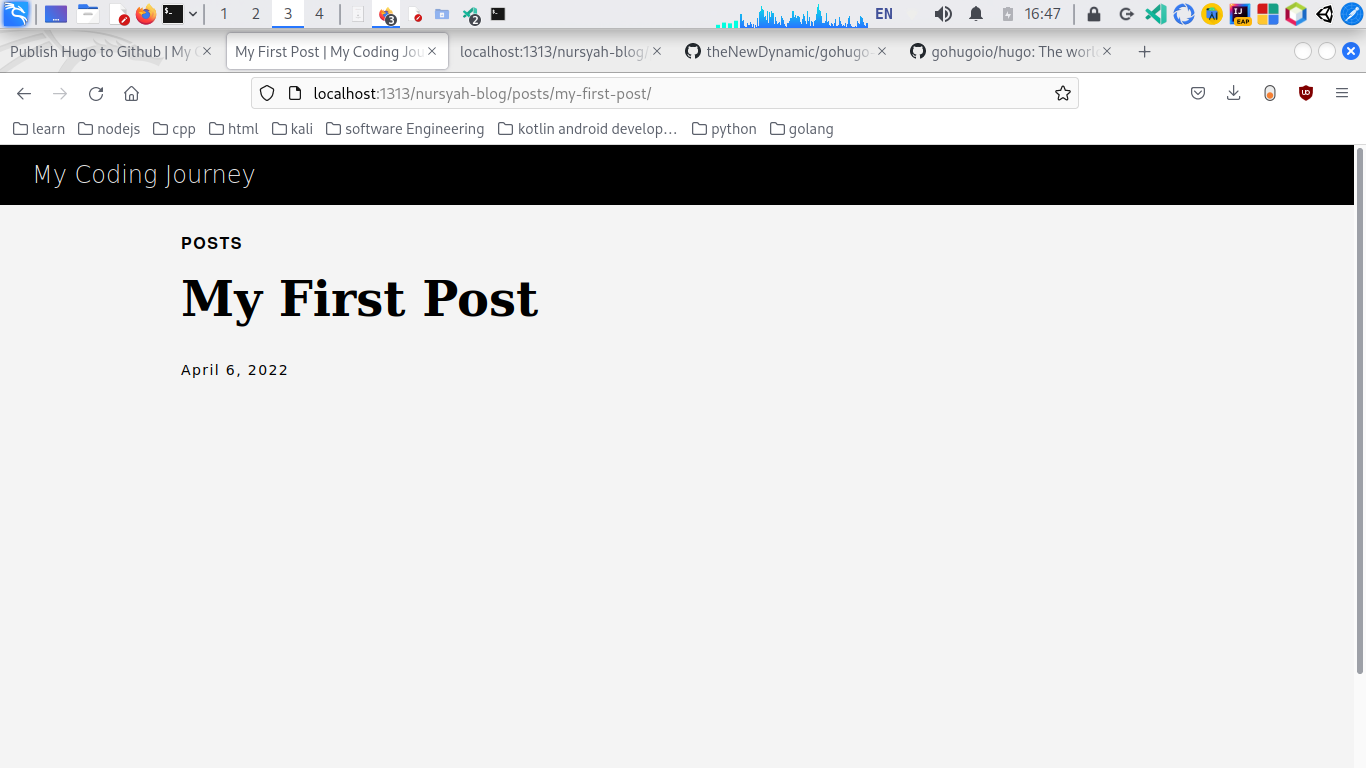 1 2 3 4 3 2 EN 16:47
Publish Hugo to Github | My
My First Post | My Coding Jou
localhost:1313/nursyah-blog/
theNewDynamic/gohugo-
gohugoio/hugo: The worl
localhost:1313/nursyah-blog/posts/my-first-post/
learn nodejs cpp html kali software Engineering kotlin android develop… python golang
My Coding Journey
POSTS
My First Post
April 6, 2022